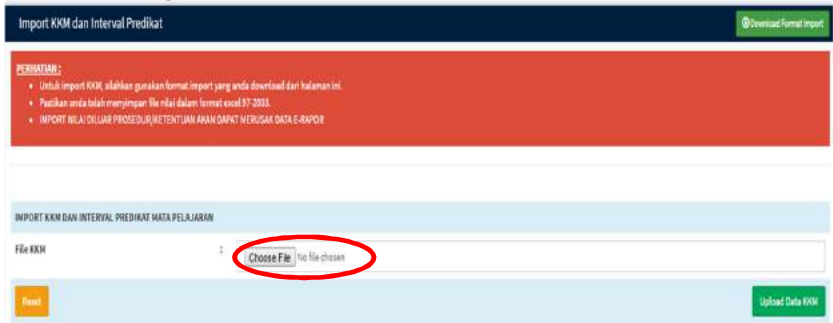 Import KKM dan Interval Predikat
Download Format Import
PERHATIAN :
Untuk import KKM, silahkan gunakan format import yang anda download dari halaman ini.
Pastikan anda telah menyimpan file nilai dalam format excel 97-2003.
IMPORT NILAI DILUAR PROSEDUR/KETENTUAN AKAN DAPAT MERUSAK DATA E-RAPOR
IMPORT KKM DAN INTERVAL PREDIKAT MATA PELAJARAN
File KKM : Choose File No file chosen
Reset Upload Data KKM